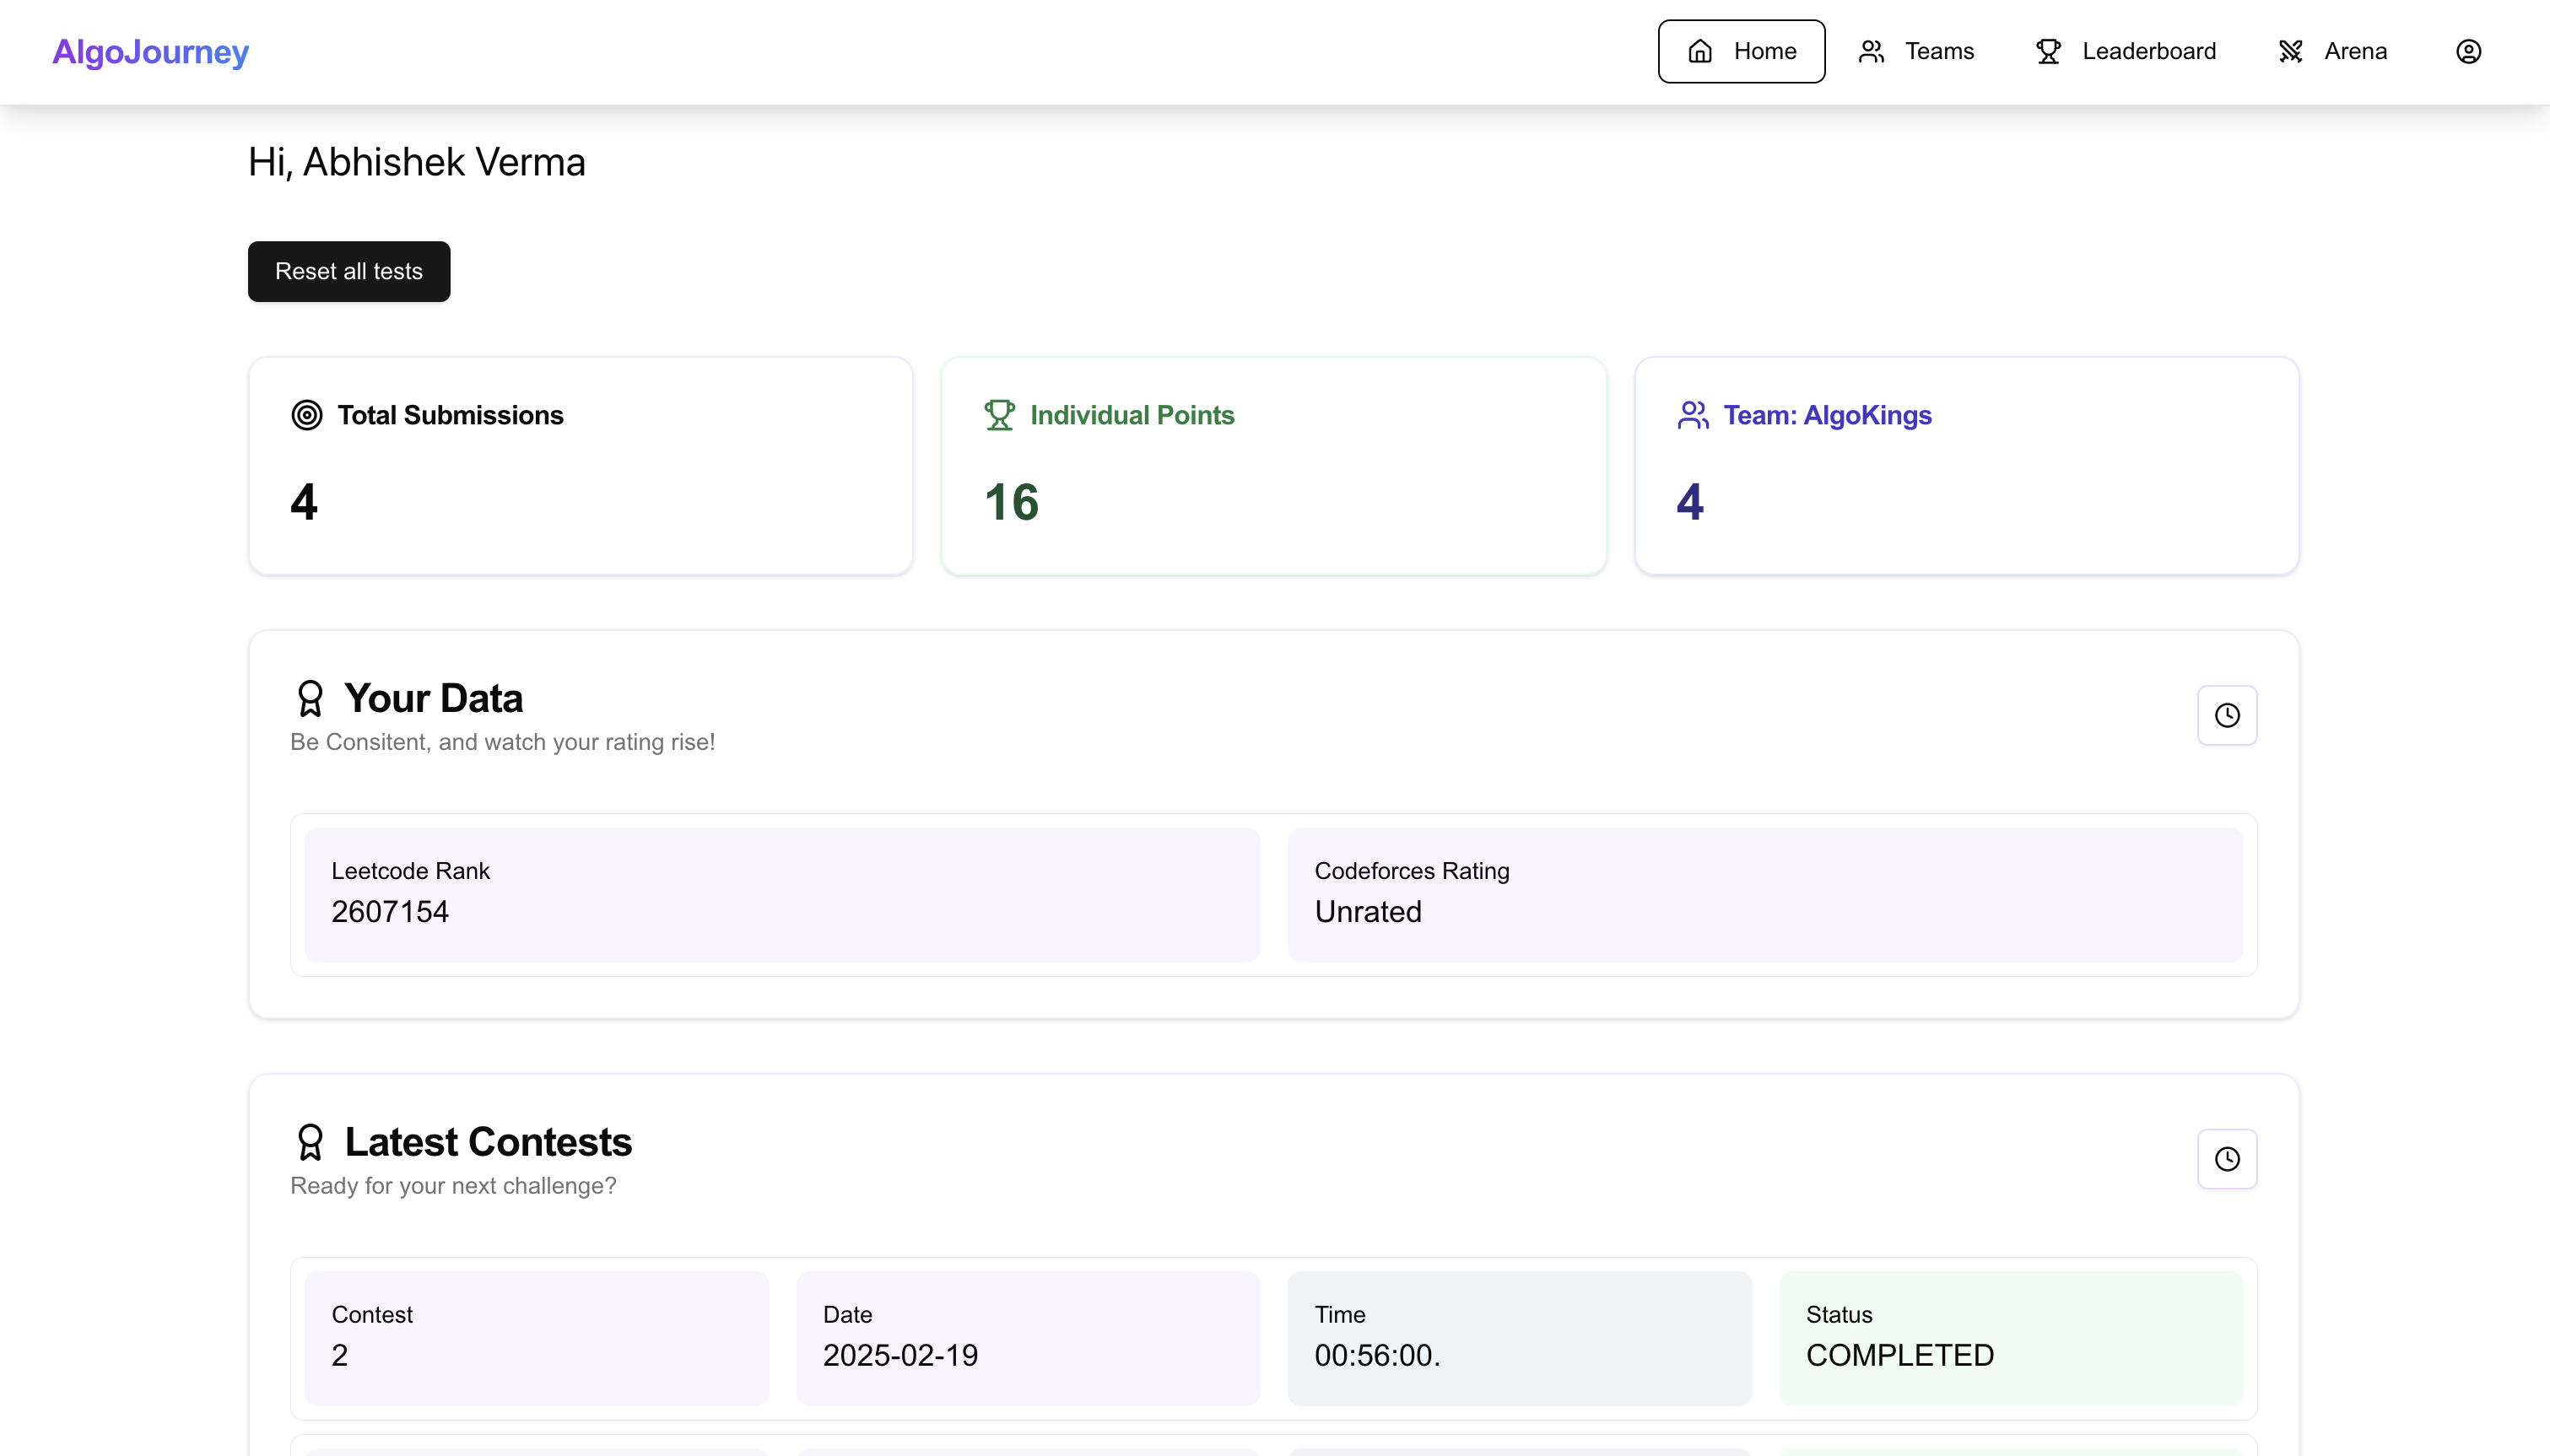 AlgoJourney
Home
Teams
Leaderboard
Arena
Hi, Abhishek Verma
Reset all tests
Total Submissions
4
Individual Points
16
Team: AlgoKings
4
Your Data
Be Consitent, and watch your rating rise!
Leetcode Rank
2607154
Codeforces Rating
Unrated
Latest Contests
Ready for your next challenge?
Contest
2
Date
2025-02-19
Time
00:56:00.
Status
COMPLETED